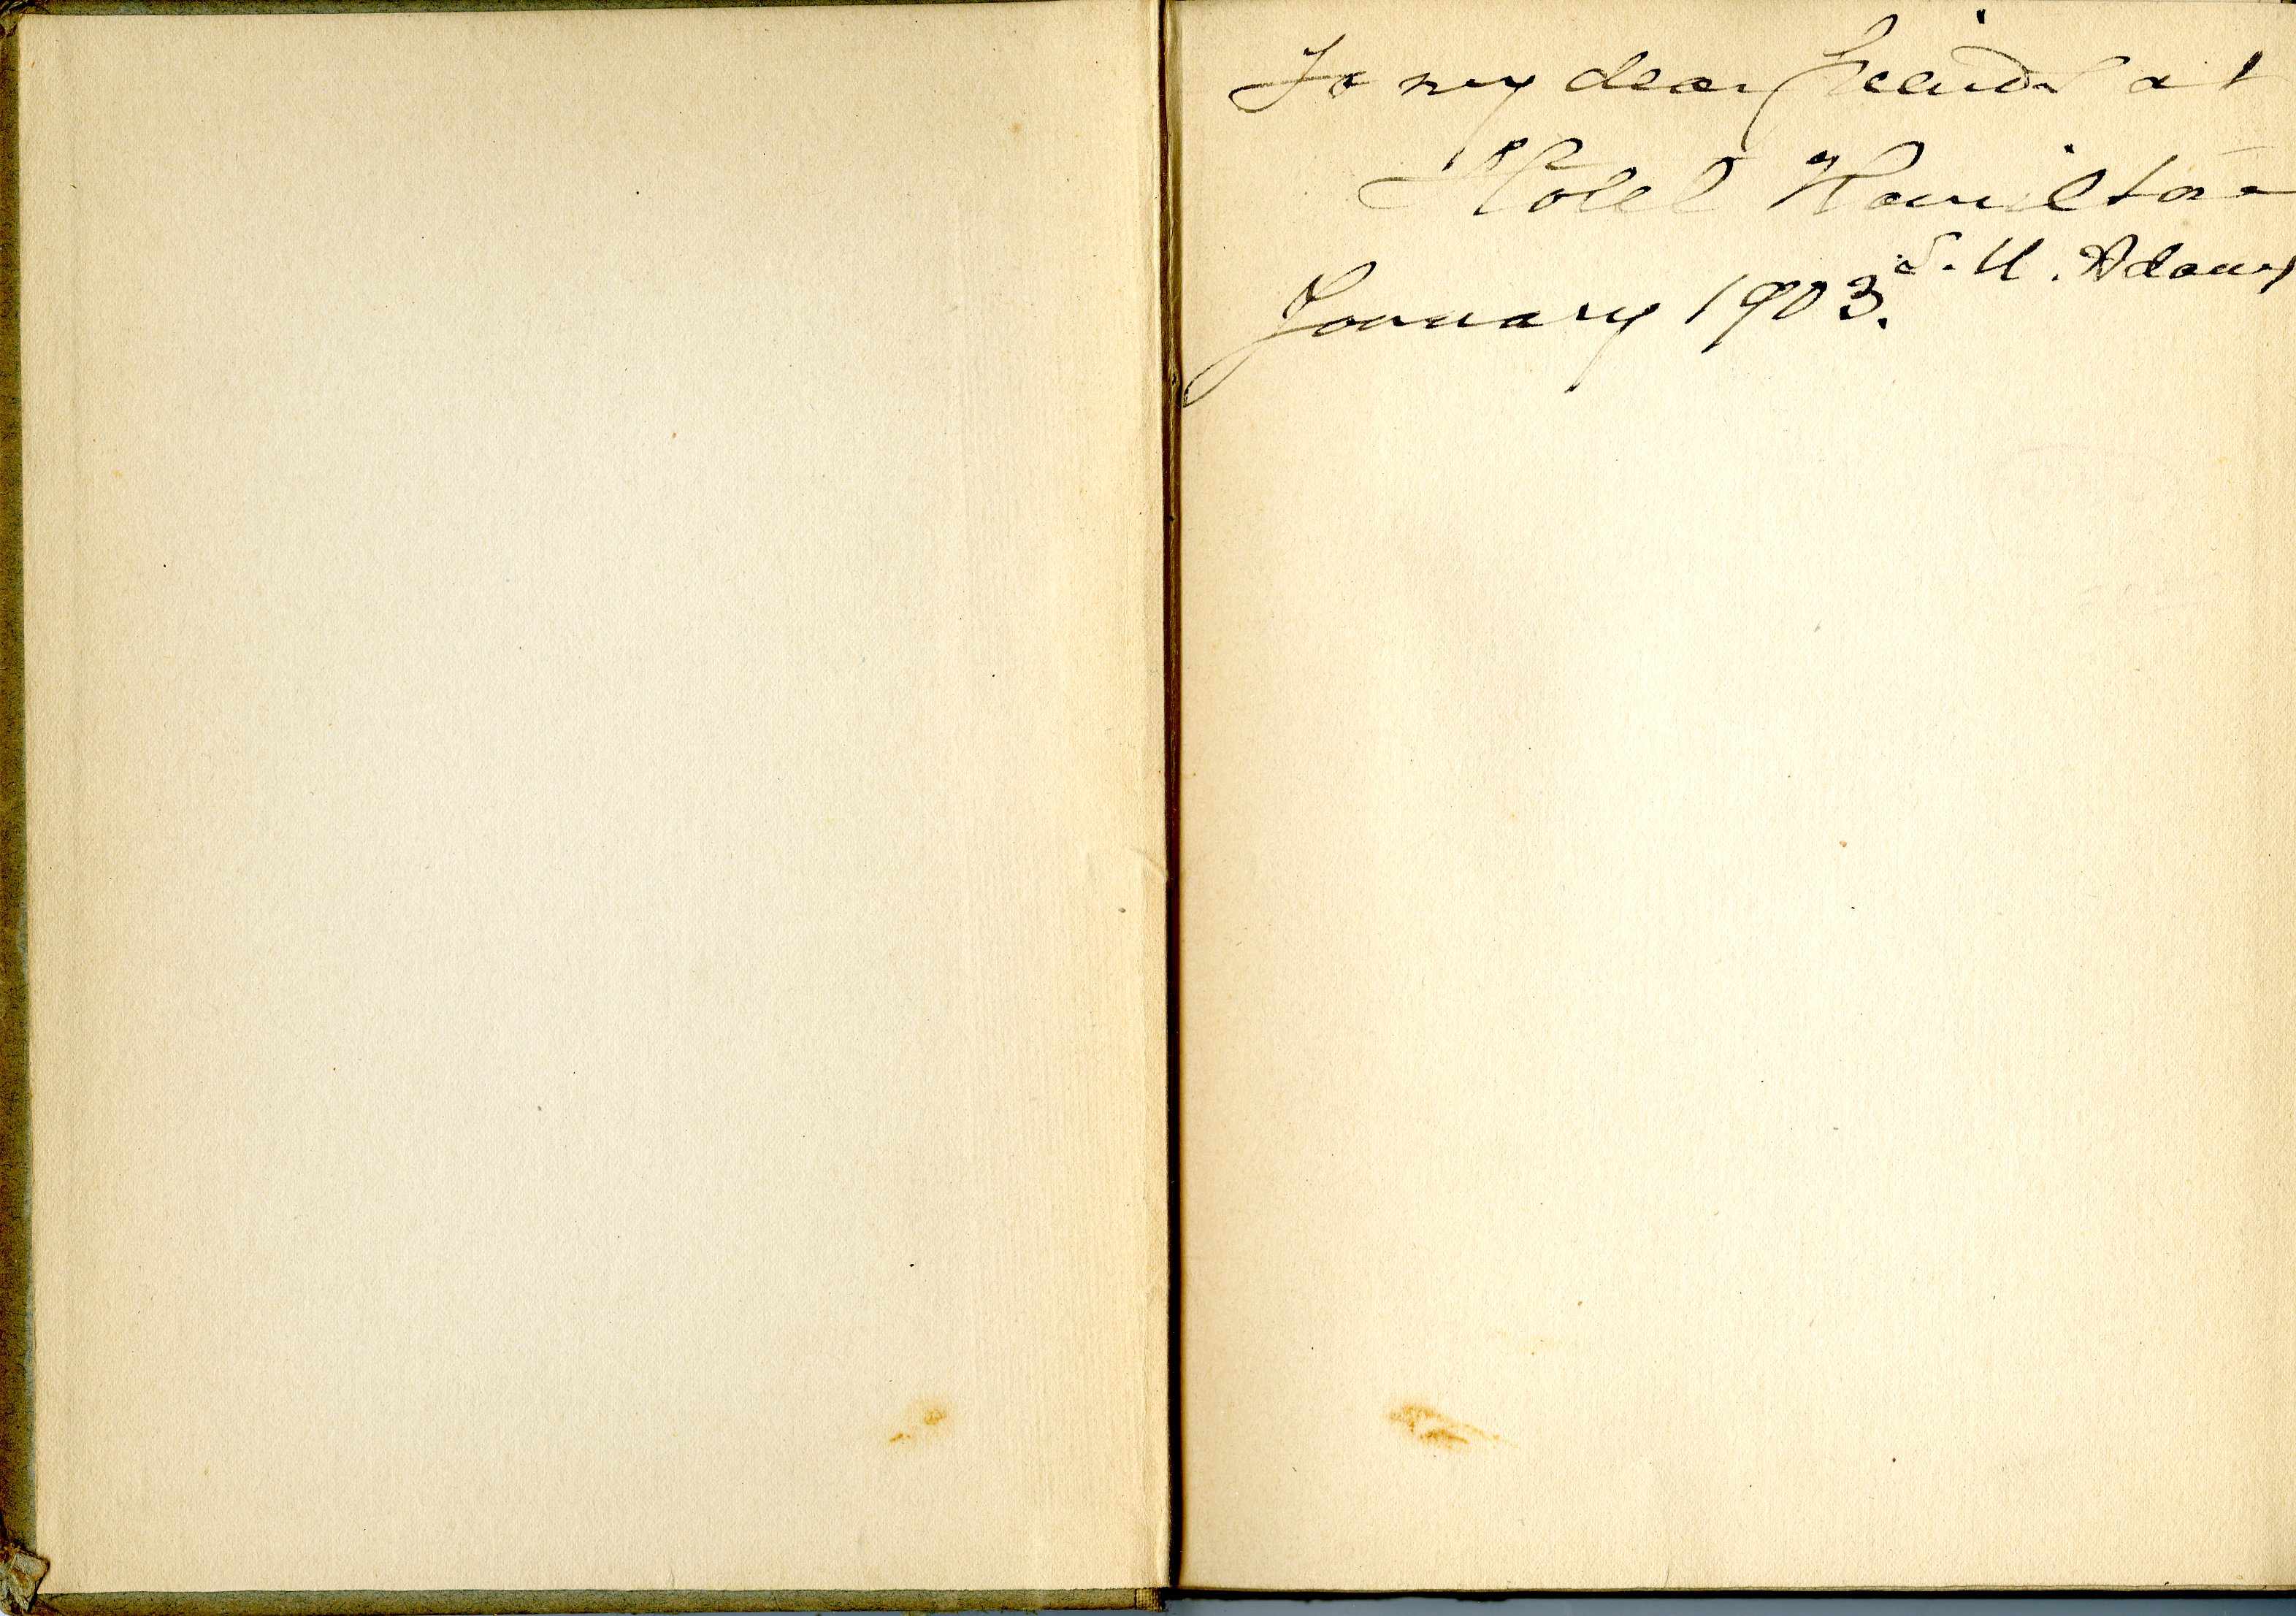 To my dear friends at
Hotel Hamilton
S. H. Adams
January 1903.